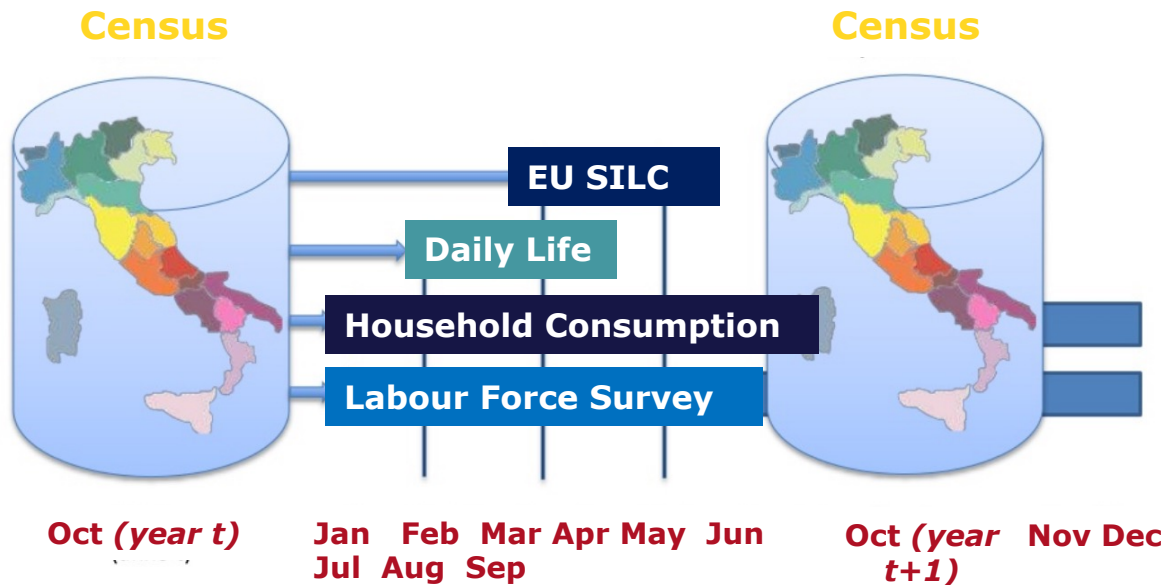 Census
Census
EU SILC
Daily Life
Household Consumption
Labour Force Survey
Oct (year t)
Jan Feb Mar Apr May Jun
Jul Aug Sep
Oct (year
t+1)
Nov Dec